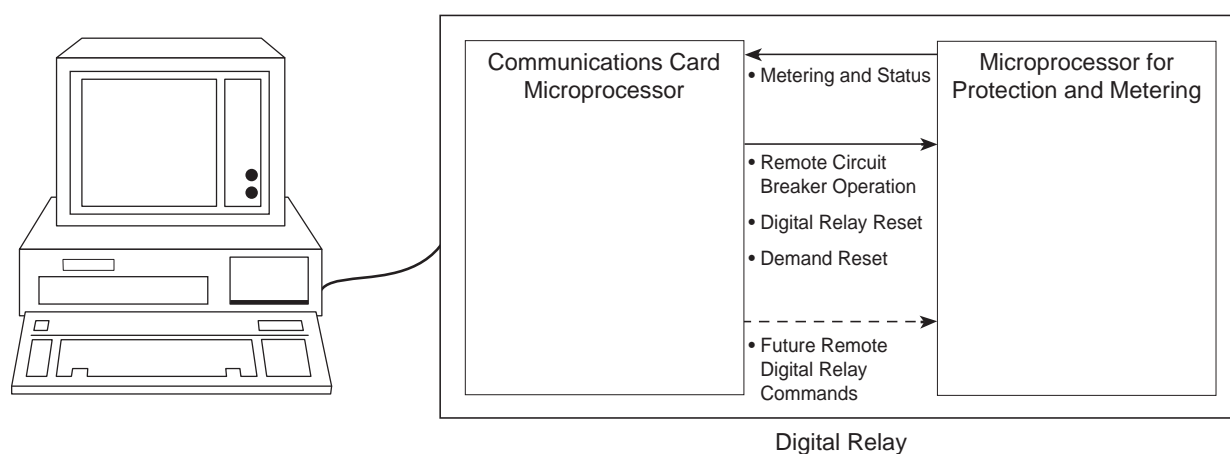 Communications Card
Microprocessor
• Metering and Status
Microprocessor for
Protection and Metering
• Remote Circuit
Breaker Operation
• Digital Relay Reset
• Demand Reset
• Future Remote
Digital Relay
Commands
Digital Relay